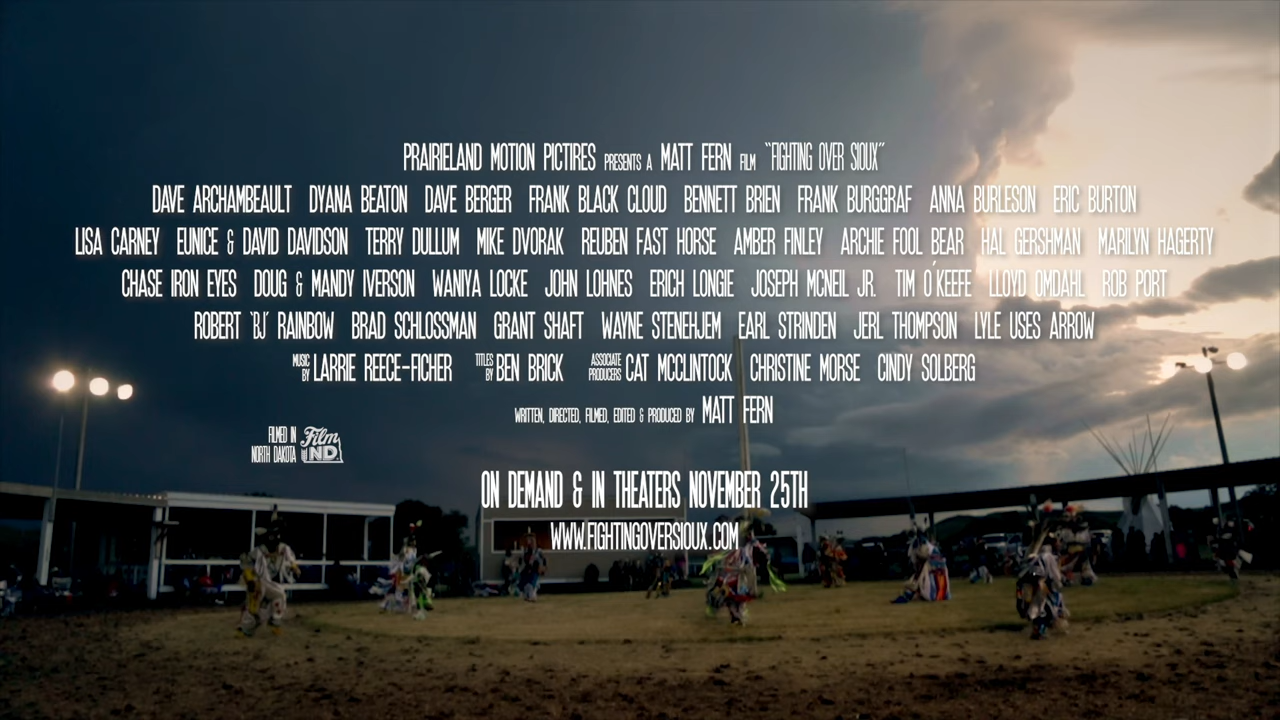 PRAIRIELAND MOTION PICTIRES PRESENTS A MATT FERN FILM "FIGHTING OVER SIOUX"
DAVE ARCHAMBEAULT DYANA BEATON DAVE BERGER FRANK BLACK CLOUD BENNETT BRIEN FRANK BURGGRAF ANNA BURLESON ERIC BURTON
LISA CARNEY EUNICE & DAVID DAVIDSON TERRY DULLUM MIKE DVORAK REUBEN FAST HORSE AMBER FINLEY ARCHIE FOOL BEAR HAL GERSHMAN MARILYN HAGERTY
CHASE IRON EYES DOUG & MANDY IVERSON WANIYA LOCKE JOHN LOHNES ERICH LONGIE JOSEPH MCNEIL JR. TIM O'KEEFE LLOYD OMDAHL ROB PORT
ROBERT 'BJ' RAINBOW BRAD SCHLOSSMAN GRANT SHAFT WAYNE STENEHJEM EARL STRINDEN JERL THOMPSON LYLE USES ARROW
MUSIC BY LARRIE REECE-FICHER TITLES BY BEN BRICK ASSOCIATE PRODUCERS CAT MCCLINTOCK CHRISTINE MORSE CINDY SOLBERG
WRITTEN, DIRECTED, FILMED, EDITED & PRODUCED BY MATT FERN
FILMED IN NORTH DAKOTA Film ND
ON DEMAND & IN THEATERS NOVEMBER 25TH
WWW.FIGHTINGOVERSIOUX.COM